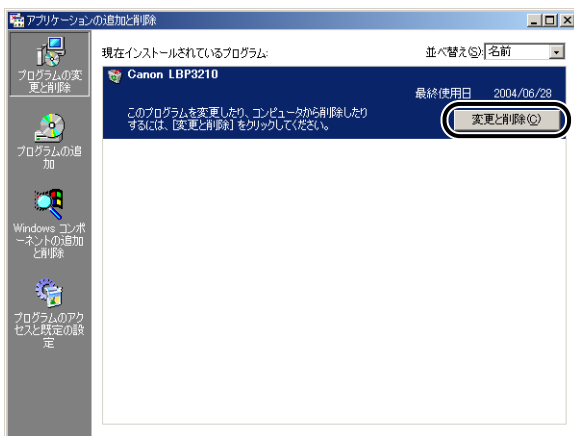 アプリケーションの追加と削除
プログラムの変
更と削除
プログラムの追
加
Windows コンポ
ーネントの追加
と削除
プログラムのアク
セスと既定の設
定
現在インストールされているプログラム:
並べ替え(S): 名前
Canon LBP3210
最終使用日 2004/06/28
このプログラムを変更したり、コンピュータから削除したり
するには、[変更と削除] をクリックしてください。
変更と削除(C)